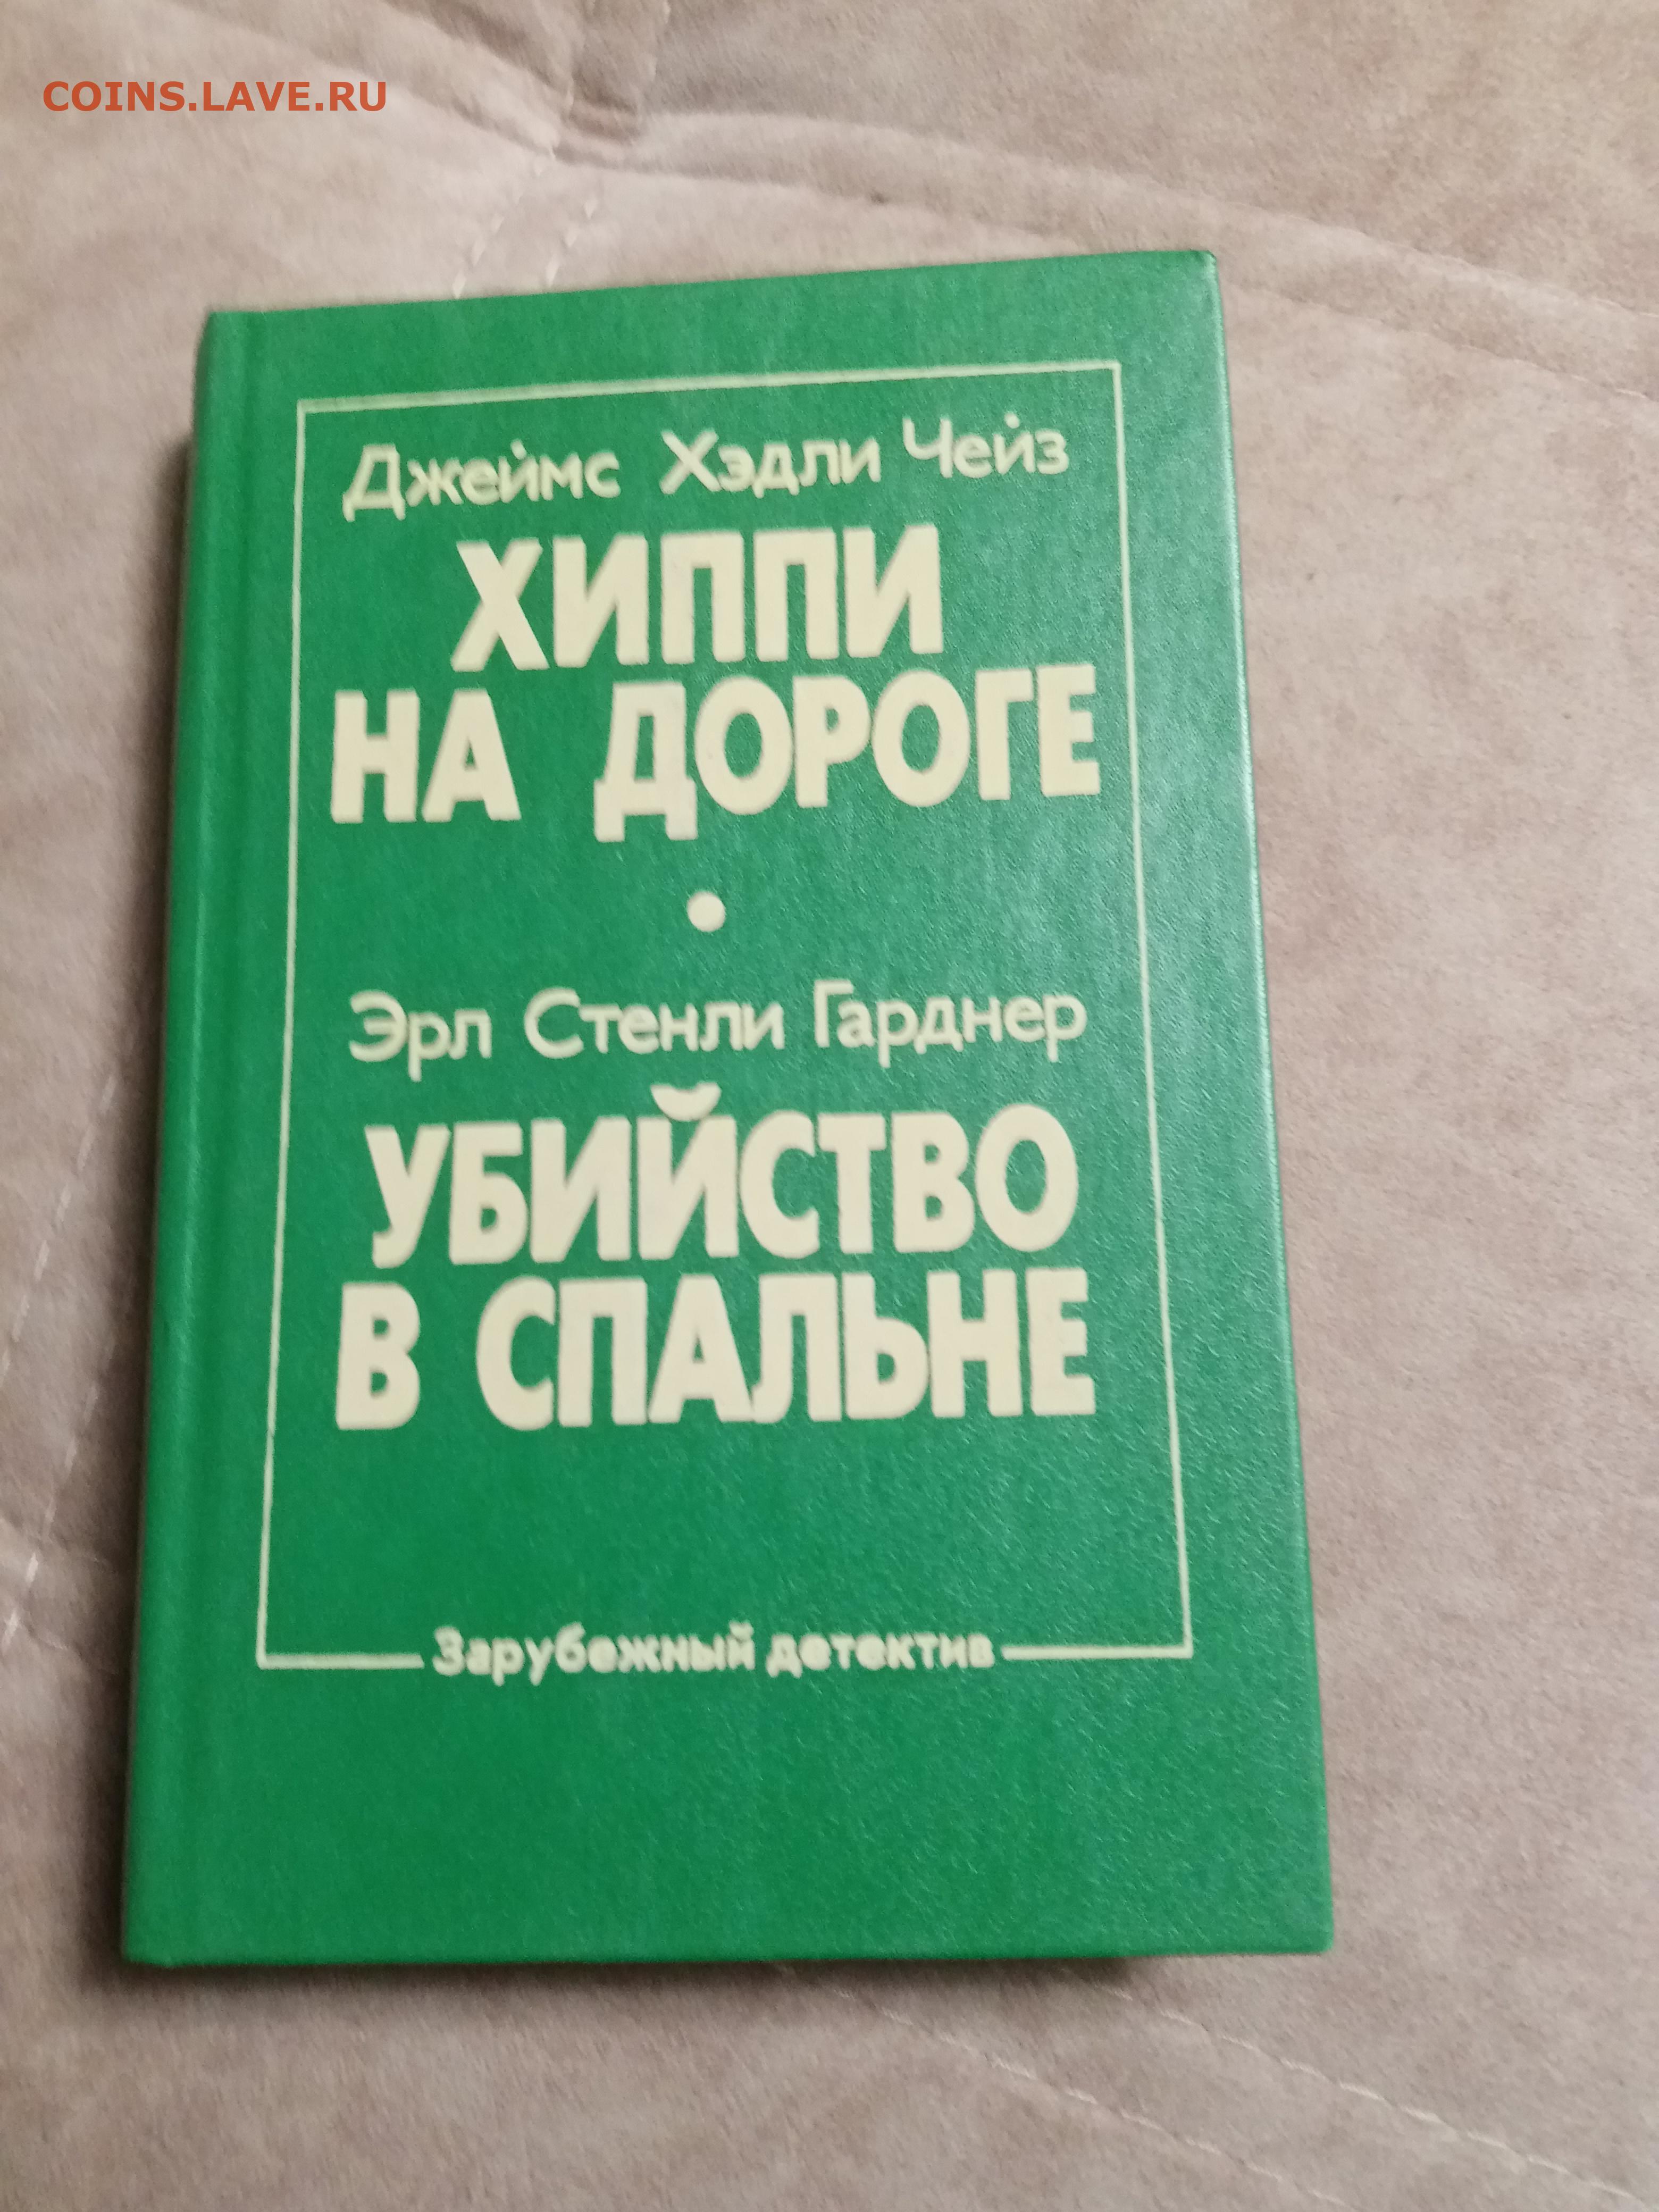 COINS.LAVE.RU
Джеймс Хэдли Чейз
ХИППИ
НА ДОРОГЕ
•
Эрл Стенли Гарднер
УБИЙСТВО
В СПАЛЬНЕ
Зарубежный детектив